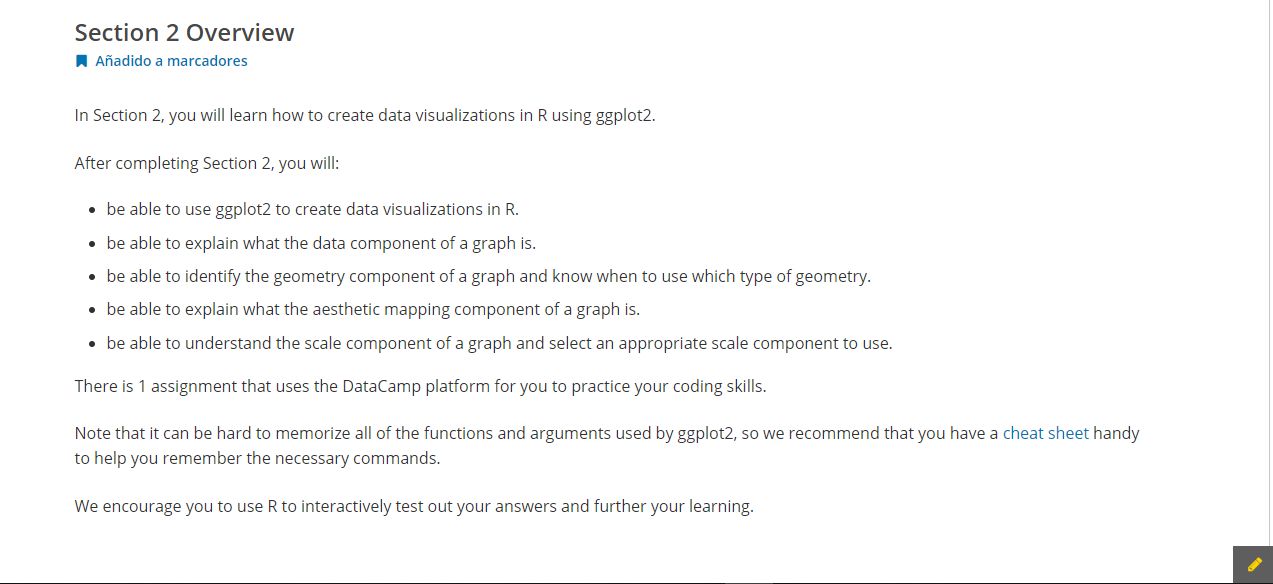 Section 2 Overview
Añadido a marcadores
In Section 2, you will learn how to create data visualizations in R using ggplot2.
After completing Section 2, you will:
• be able to use ggplot2 to create data visualizations in R.
• be able to explain what the data component of a graph is.
• be able to identify the geometry component of a graph and know when to use which type of geometry.
• be able to explain what the aesthetic mapping component of a graph is.
• be able to understand the scale component of a graph and select an appropriate scale component to use.
There is 1 assignment that uses the DataCamp platform for you to practice your coding skills.
Note that it can be hard to memorize all of the functions and arguments used by ggplot2, so we recommend that you have a cheat sheet handy
to help you remember the necessary commands.
We encourage you to use R to interactively test out your answers and further your learning.